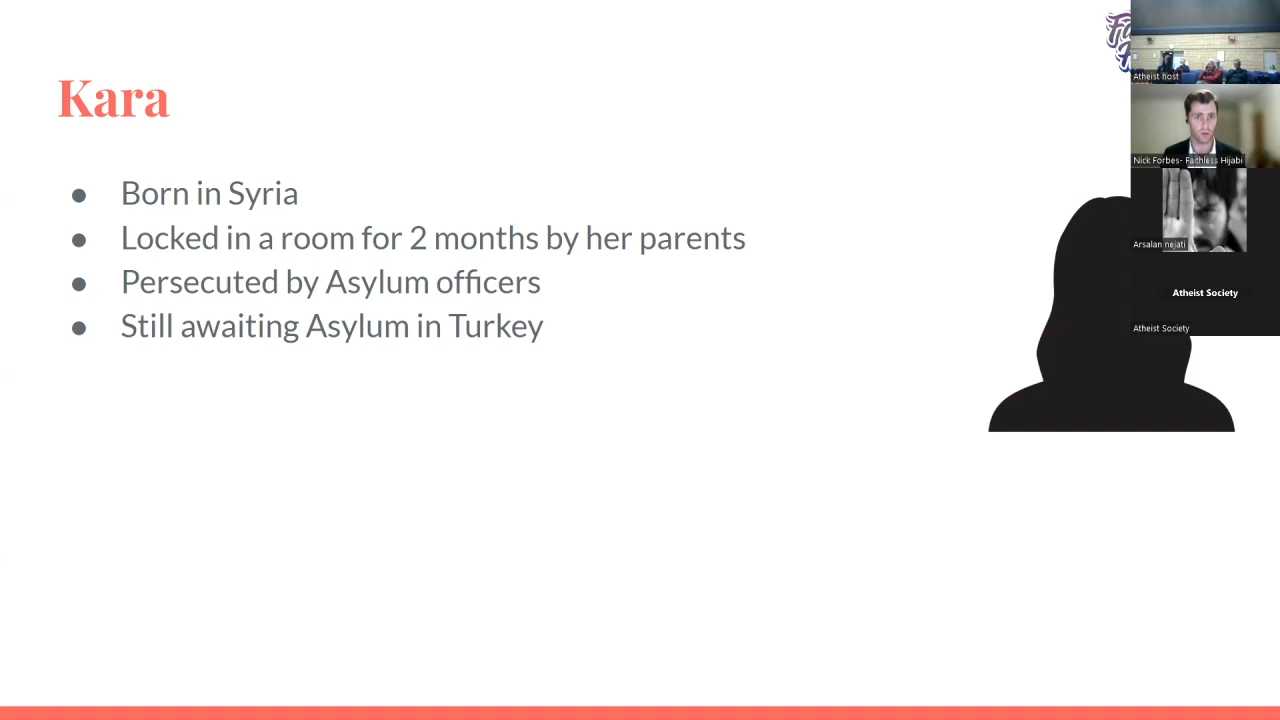 Kara
● Born in Syria
● Locked in a room for 2 months by her parents
● Persecuted by Asylum officers
● Still awaiting Asylum in Turkey
Atheist host
Nick Forbes- Faithless Hijabi
Arsalan nejati
Atheist Society
Atheist Society